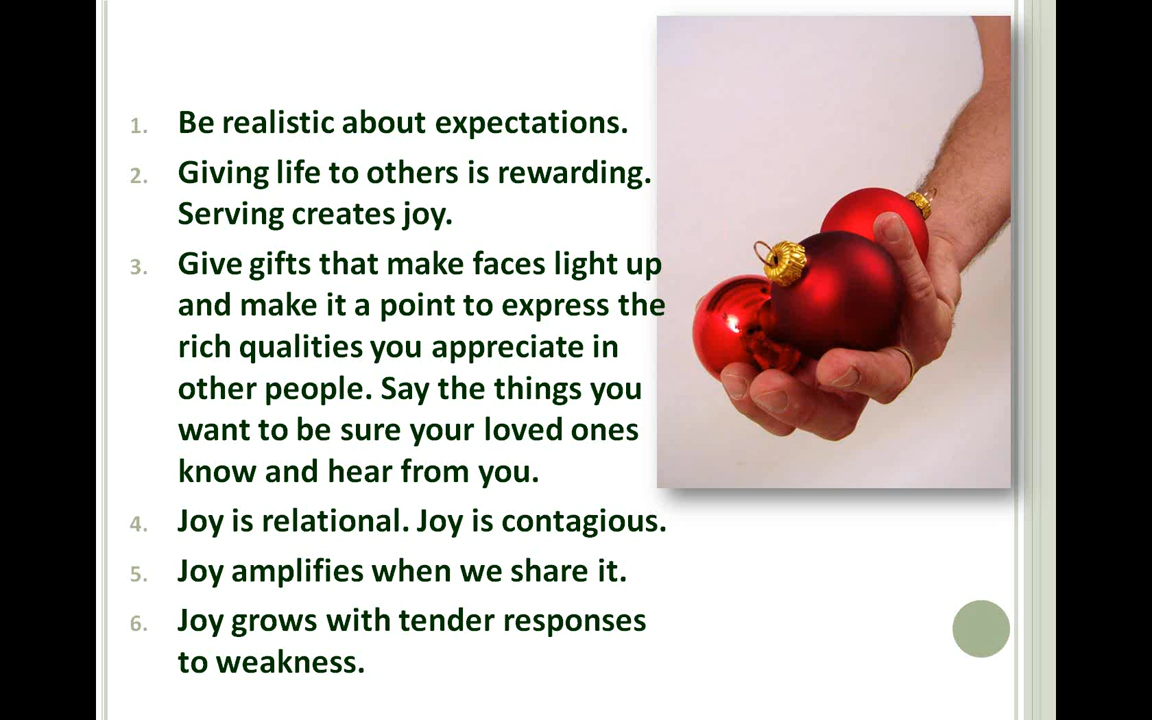 1. Be realistic about expectations.
2. Giving life to others is rewarding.
Serving creates joy.
3. Give gifts that make faces light up
and make it a point to express the
rich qualities you appreciate in
other people. Say the things you
want to be sure your loved ones
know and hear from you.
4. Joy is relational. Joy is contagious.
5. Joy amplifies when we share it.
6. Joy grows with tender responses
to weakness.